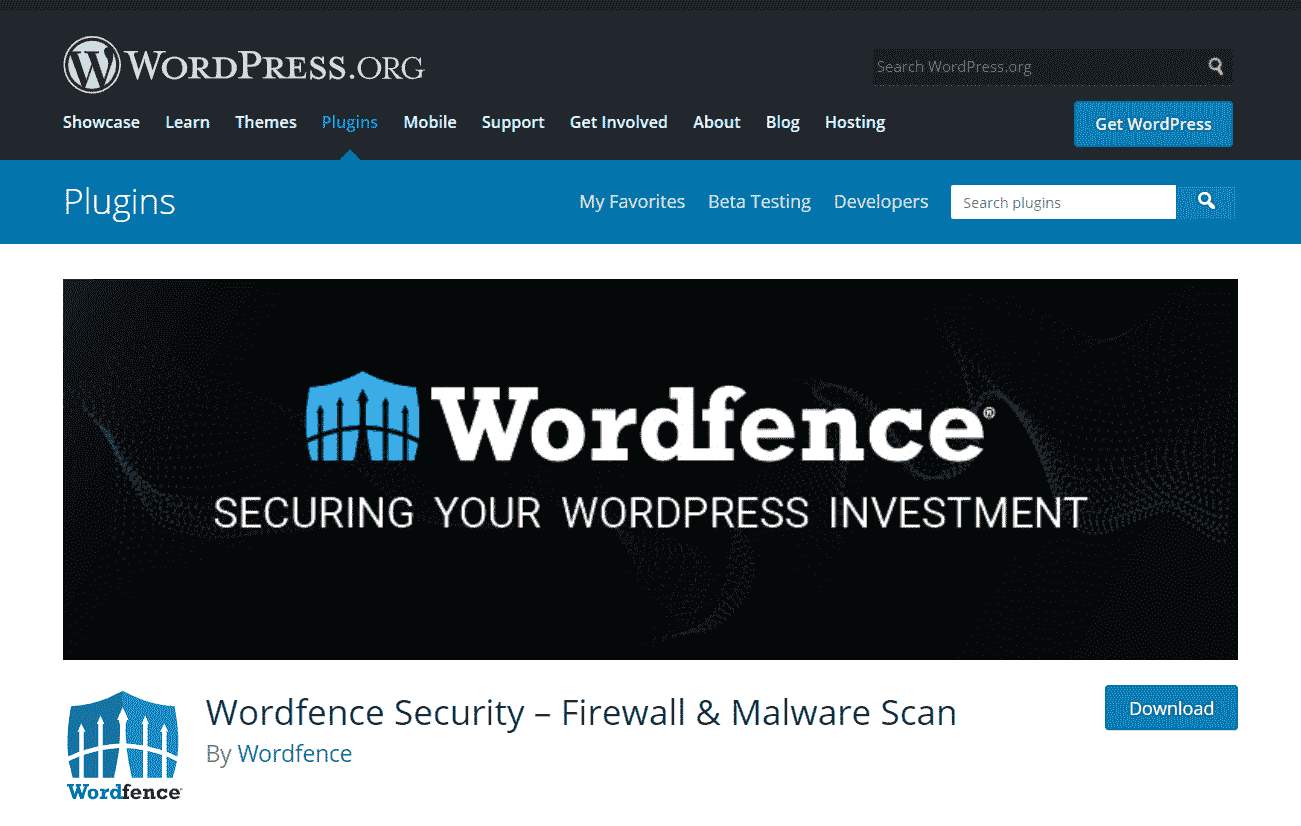 WORDPRESS.ORG
Search WordPress.org
Showcase Learn Themes Plugins Mobile Support Get Involved About Blog Hosting
Get WordPress
Plugins
My Favorites Beta Testing Developers
Search plugins
Wordfence®
SECURING YOUR WORDPRESS INVESTMENT
Wordfence
Wordfence Security – Firewall & Malware Scan
By Wordfence
Download